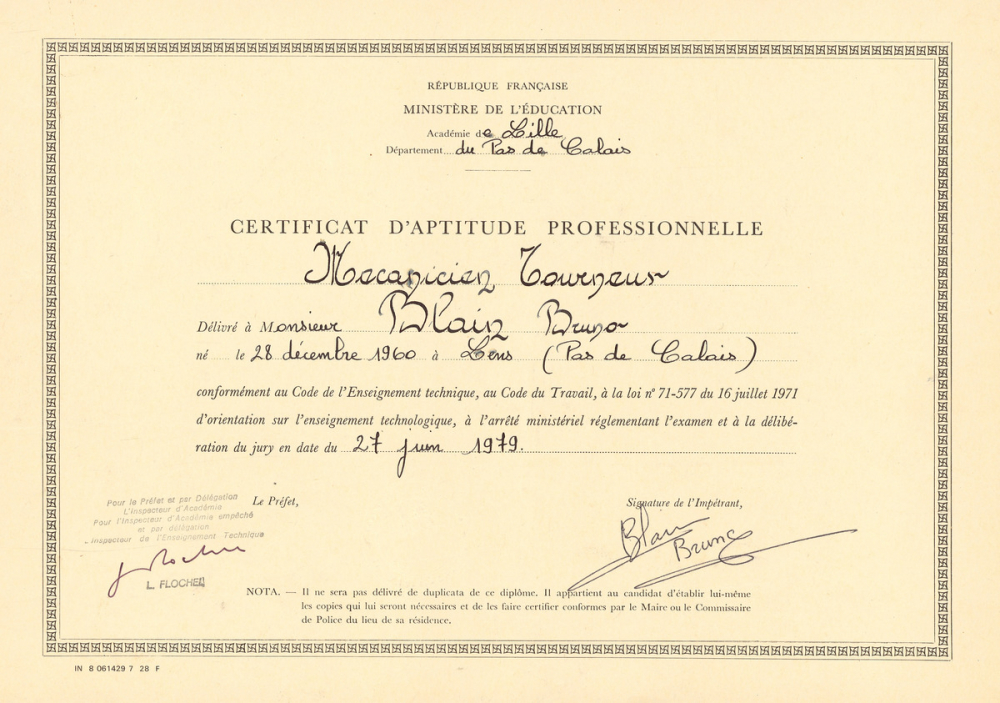 RÉPUBLIQUE FRANÇAISE
MINISTÈRE DE L'ÉDUCATION
Académie de Lille
Département du Pas de Calais
CERTIFICAT D'APTITUDE PROFESSIONNELLE
Mecanicien Tourneur
Délivré à Monsieur Blain Bruno
né le 28 décembre 1960 à Lens (Pas de Calais)
conformément au Code de l'Enseignement technique, au Code du Travail, à la loi n° 71-577 du 16 juillet 1971
d'orientation sur l'enseignement technologique, à l'arrêté ministériel réglementant l'examen et à la délibé-
ration du jury en date du 27 juin 1979.
Pour le Préfet et par Délégation
L'Inspecteur d'Académie
Pour l'Inspecteur d'Académie empêché
et par délégation
Inspecteur de l'Enseignement Technique
Le Préfet,
L. FLOCHEL
Signature de l'Impétrant,
Blain
Bruno
NOTA. — Il ne sera pas délivré de duplicata de ce diplôme. Il appartient au candidat d'établir lui-même
les copies qui lui seront nécessaires et de les faire certifier conformes par le Maire ou le Commissaire
de Police du lieu de sa résidence.
IN 8 061429 7 28 F